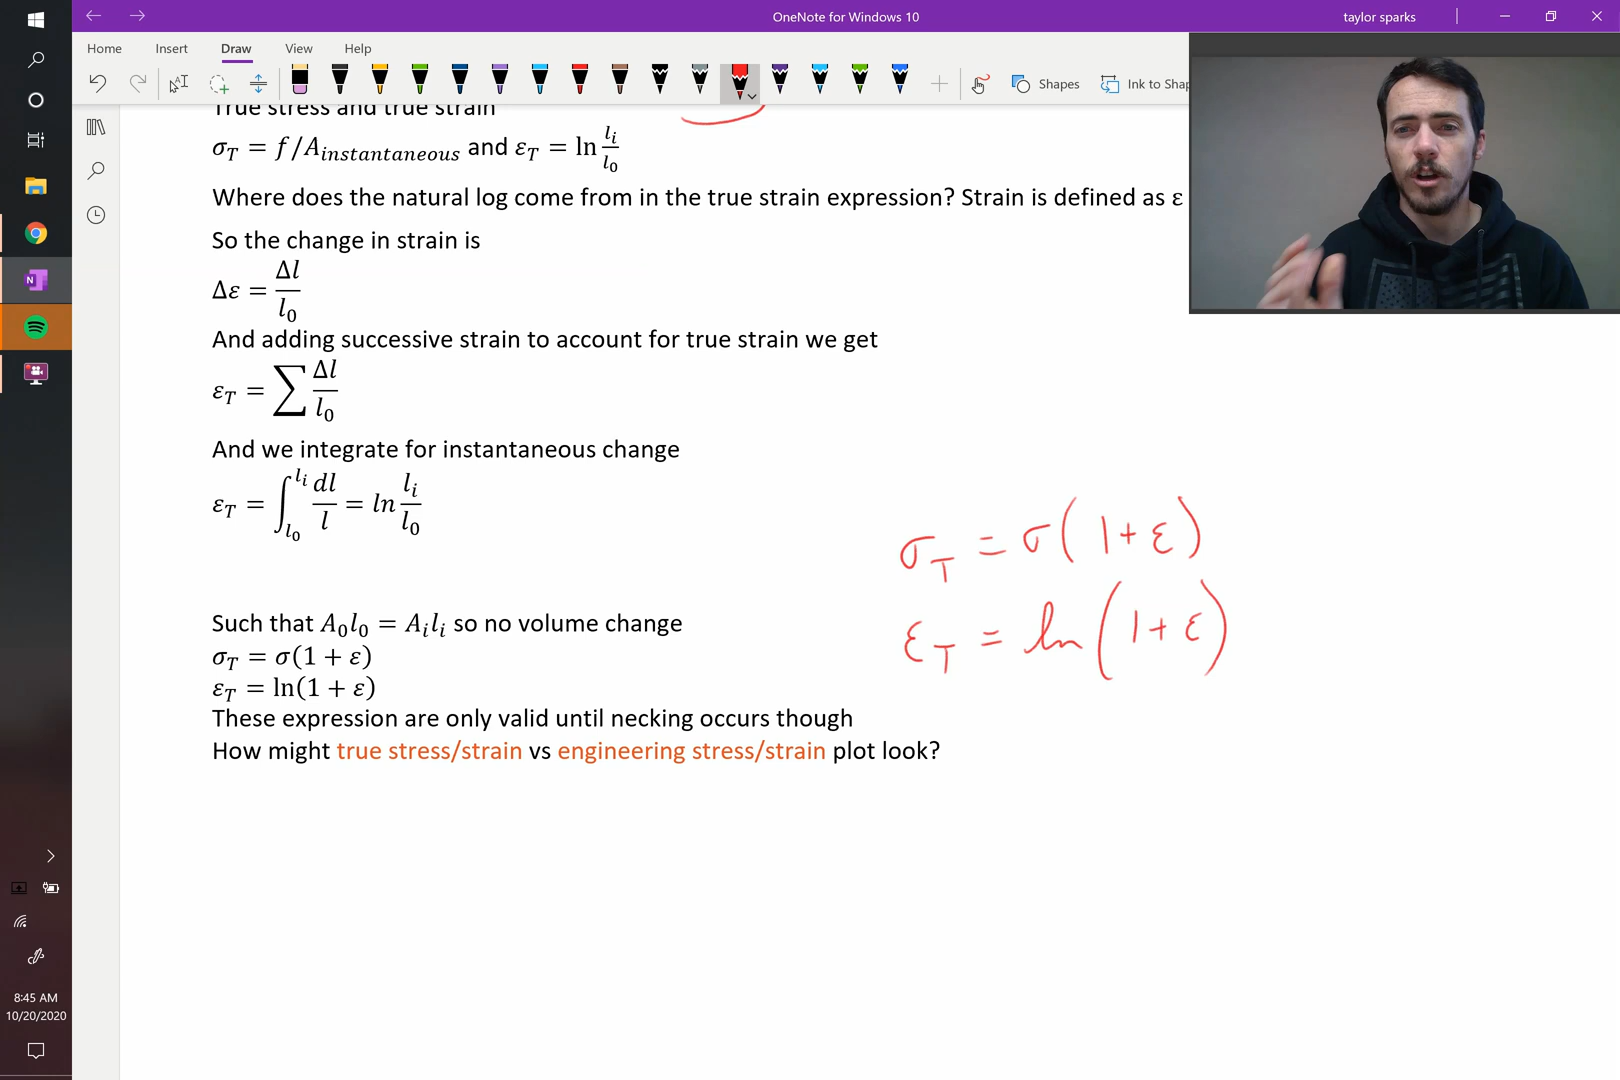 OneNote for Windows 10
taylor sparks
Home Insert Draw View Help
Shapes
Ink to Shap
True stress and true strain
σ_T = f/A_instantaneous and ε_T = ln l_i/l_0
Where does the natural log come from in the true strain expression? Strain is defined as ε
So the change in strain is
Δε = Δl/l_0
And adding successive strain to account for true strain we get
ε_T = ∑ Δl/l_0
And we integrate for instantaneous change
ε_T = ∫_{l_0}^{l_i} dl/l = ln l_i/l_0
σ_T = σ(1+ε)
ε_T = ln(1+ε)
Such that A_0l_0 = A_il_i so no volume change
σ_T = σ(1 + ε)
ε_T = ln(1 + ε)
These expression are only valid until necking occurs though
How might true stress/strain vs engineering stress/strain plot look?
8:45 AM
10/20/2020